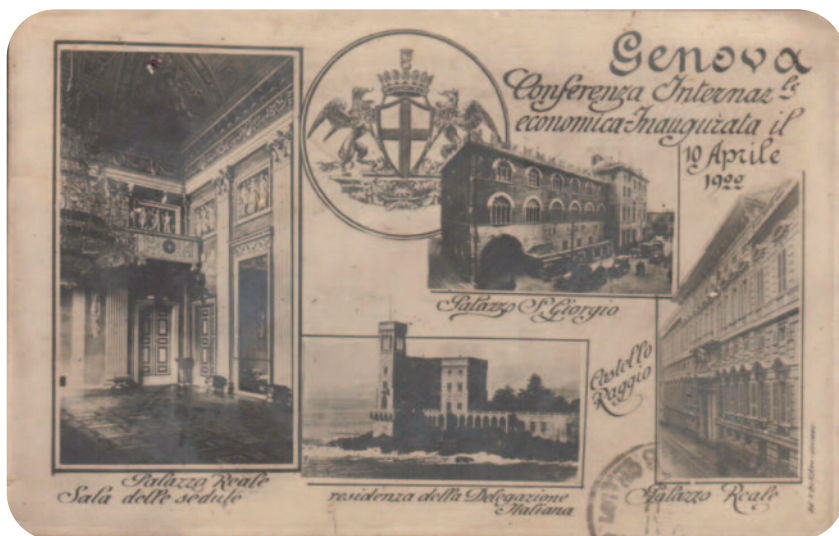 Genova
Conferenza Internaz.le
economica-Inaugurata il
10 Aprile
1922
Palazzo S. Giorgio
Castello
Raggio
Palazzo Reale
Sala delle sedute
residenza della Delegazione
Italiana
Palazzo Reale